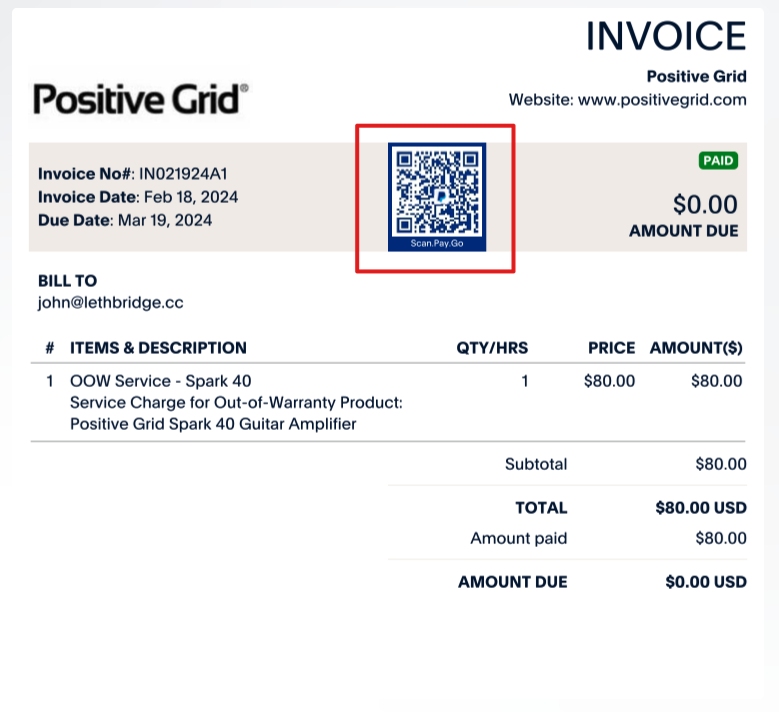 INVOICE
Positive Grid
Website: www.positivegrid.com
Positive Grid®
Invoice No#: IN021924A1
Invoice Date: Feb 18, 2024
Due Date: Mar 19, 2024
Scan.Pay.Go
PAID
$0.00
AMOUNT DUE
BILL TO
john@lethbridge.cc
# ITEMS & DESCRIPTION QTY/HRS PRICE AMOUNT($)
1 OOW Service - Spark 40 1 $80.00 $80.00
Service Charge for Out-of-Warranty Product:
Positive Grid Spark 40 Guitar Amplifier
Subtotal $80.00
TOTAL $80.00 USD
Amount paid $80.00
AMOUNT DUE $0.00 USD